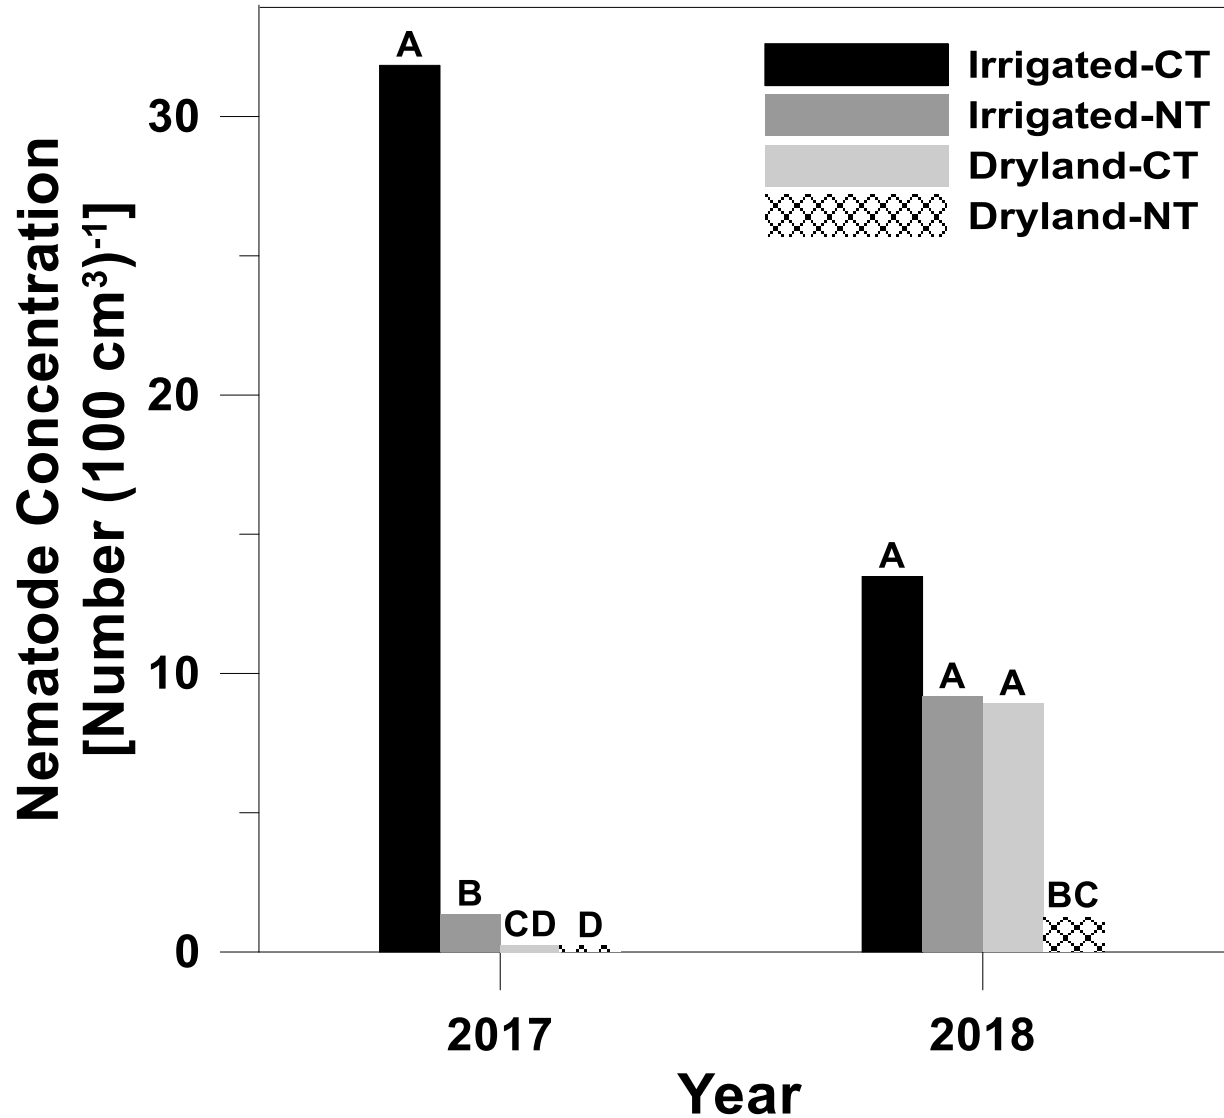 Nematode Concentration
[Number (100 cm³)⁻¹]
30
20
10
0
A
B
CD
D
A
A
A
BC
Irrigated-CT
Irrigated-NT
Dryland-CT
Dryland-NT
2017
2018
Year